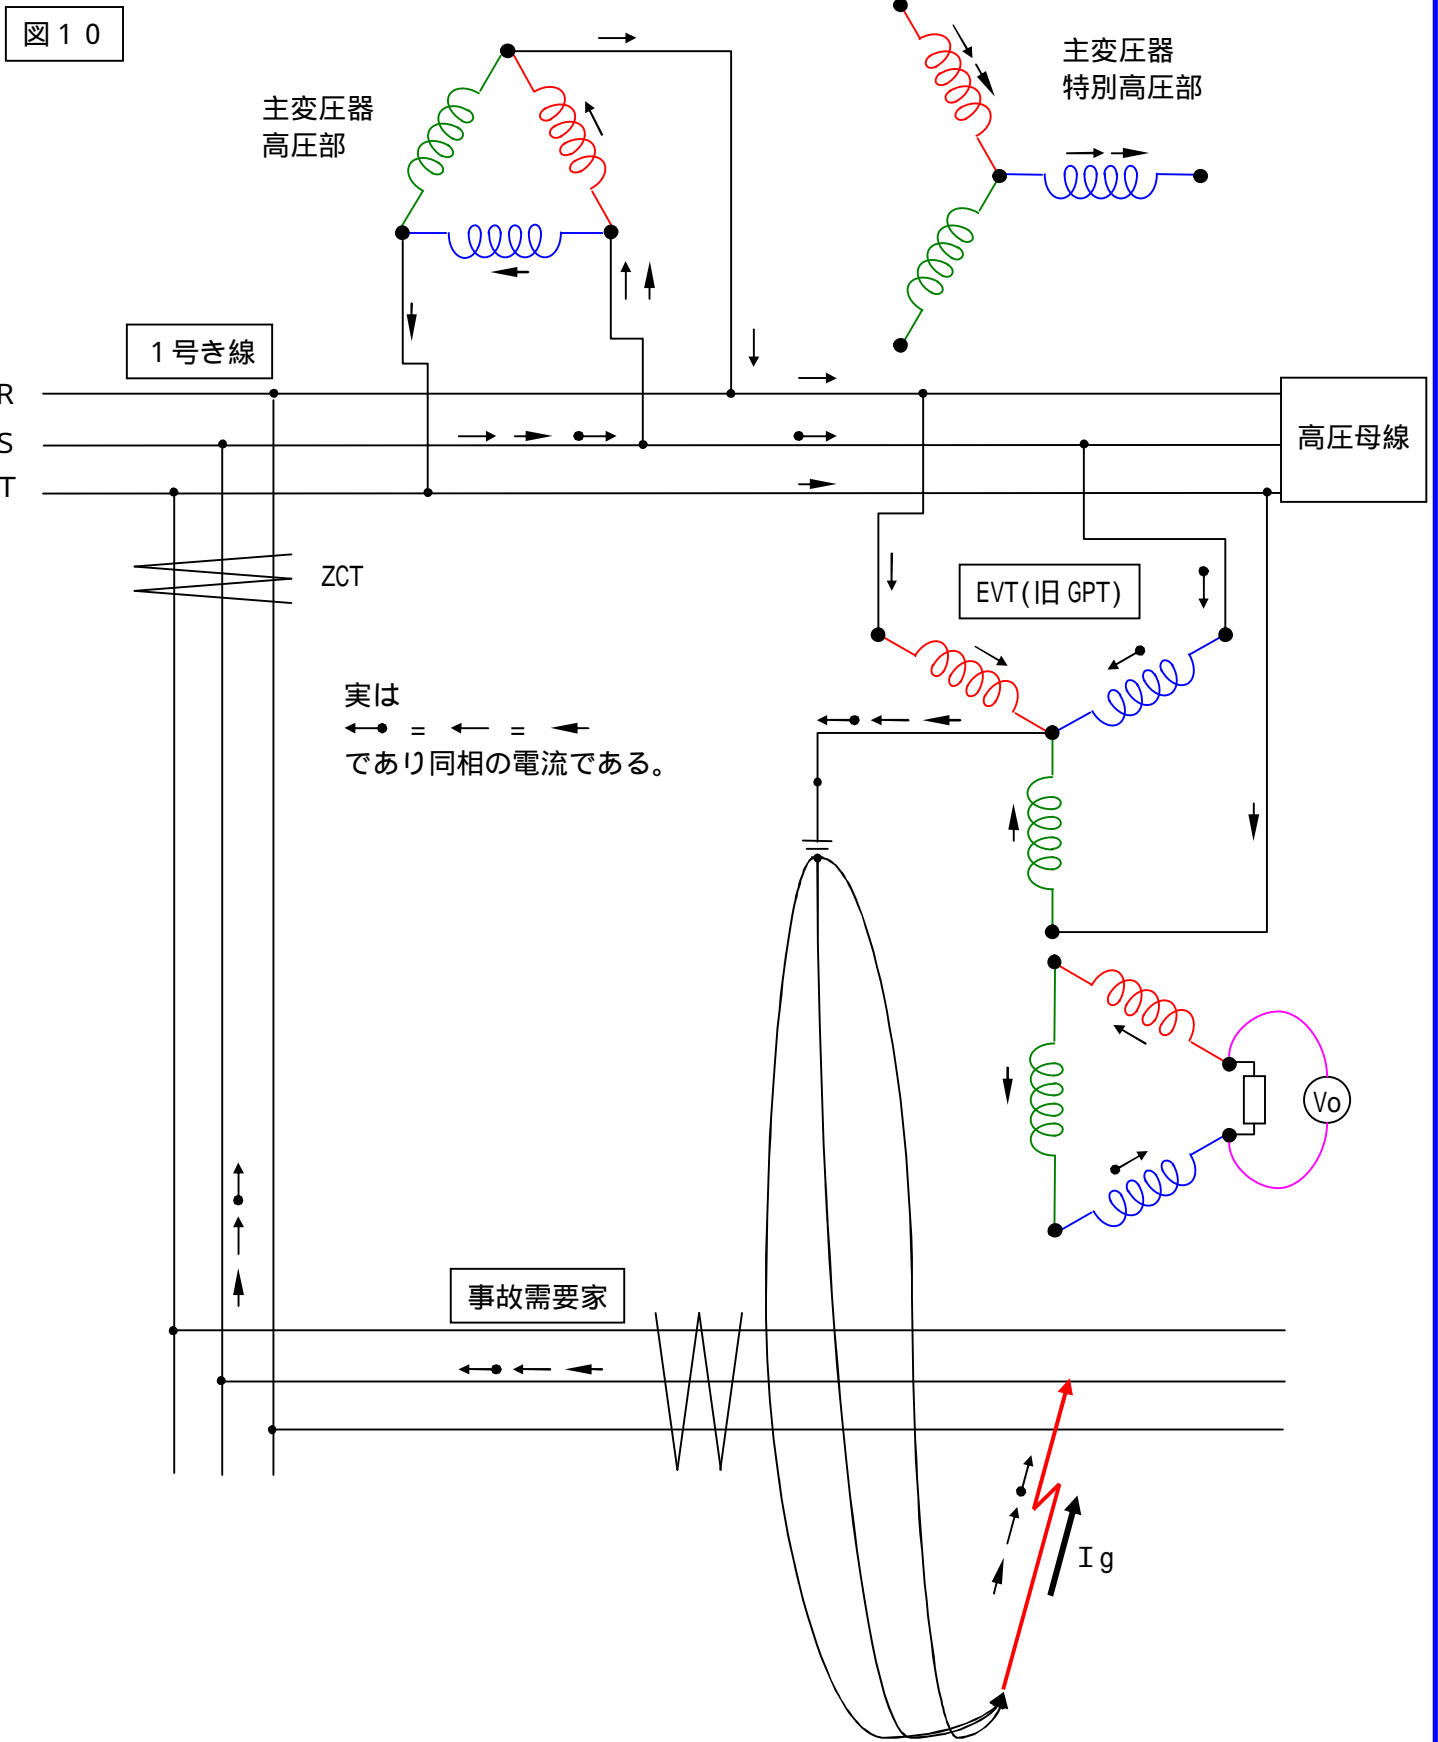 図１０
主変圧器
特別高圧部
主変圧器
高圧部
１号き線
R
S
T
高圧母線
ZCT
EVT(旧GPT)
実は
= =
であり同相の電流である。
Vo
事故需要家
Ｉg